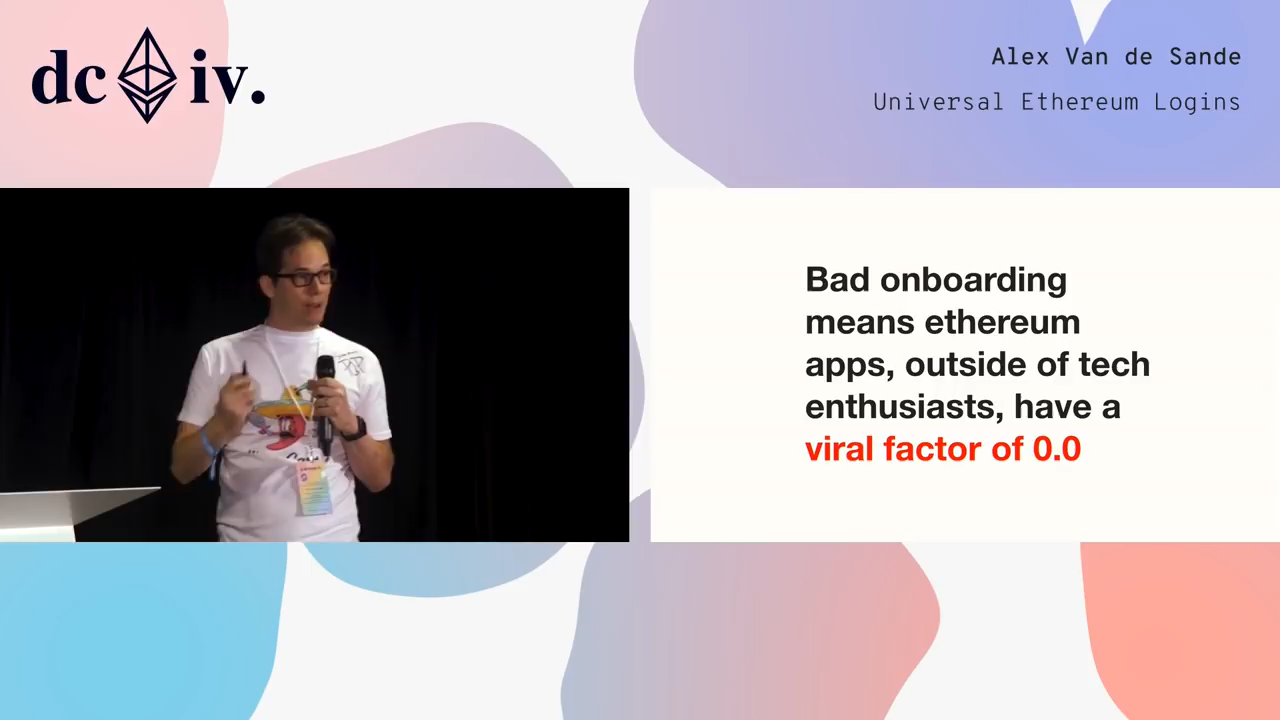 dc iv.
Alex Van de Sande
Universal Ethereum Logins
Bad onboarding
means ethereum
apps, outside of tech
enthusiasts, have a
viral factor of 0.0